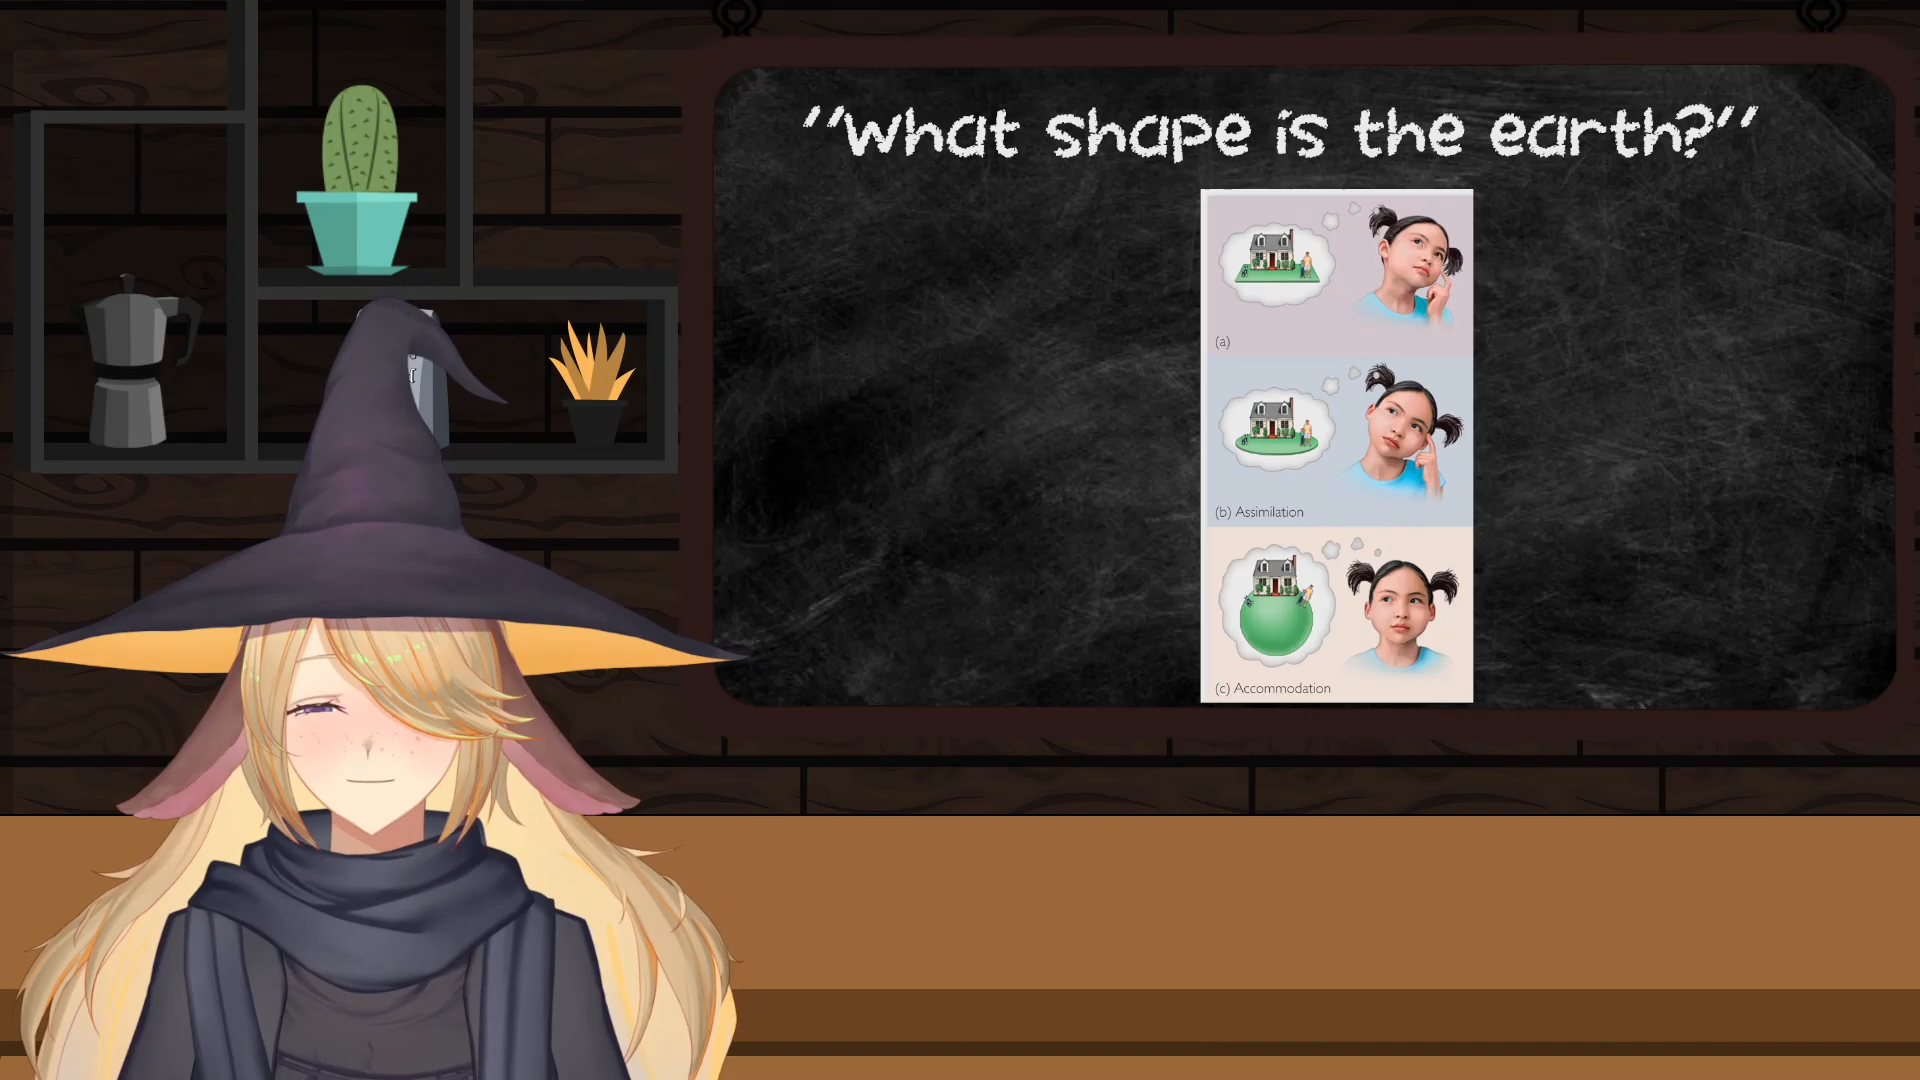 "What shape is the earth?"
(a)
(b) Assimilation
(c) Accommodation